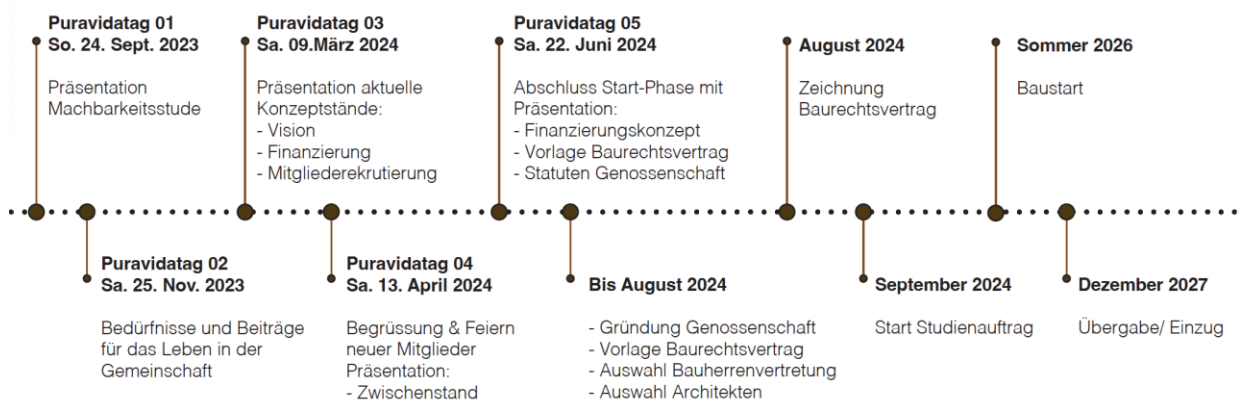 Puravidatag 01
So. 24. Sept. 2023
Präsentation
Machbarkeitsstude
Puravidatag 03
Sa. 09.März 2024
Präsentation aktuelle
Konzeptstände:
- Vision
- Finanzierung
- Mitgliederekrutierung
Puravidatag 05
Sa. 22. Juni 2024
Abschluss Start-Phase mit
Präsentation:
- Finanzierungskonzept
- Vorlage Baurechtsvertrag
- Statuten Genossenschaft
August 2024
Zeichnung
Baurechtsvertrag
Sommer 2026
Baustart
Puravidatag 02
Sa. 25. Nov. 2023
Bedürfnisse und Beiträge
für das Leben in der
Gemeinschaft
Puravidatag 04
Sa. 13. April 2024
Begrüssung & Feiern
neuer Mitglieder
Präsentation:
- Zwischenstand
Bis August 2024
- Gründung Genossenschaft
- Vorlage Baurechtsvertrag
- Auswahl Bauherrenvertretung
- Auswahl Architekten
September 2024
Start Studienauftrag
Dezember 2027
Übergabe/ Einzug